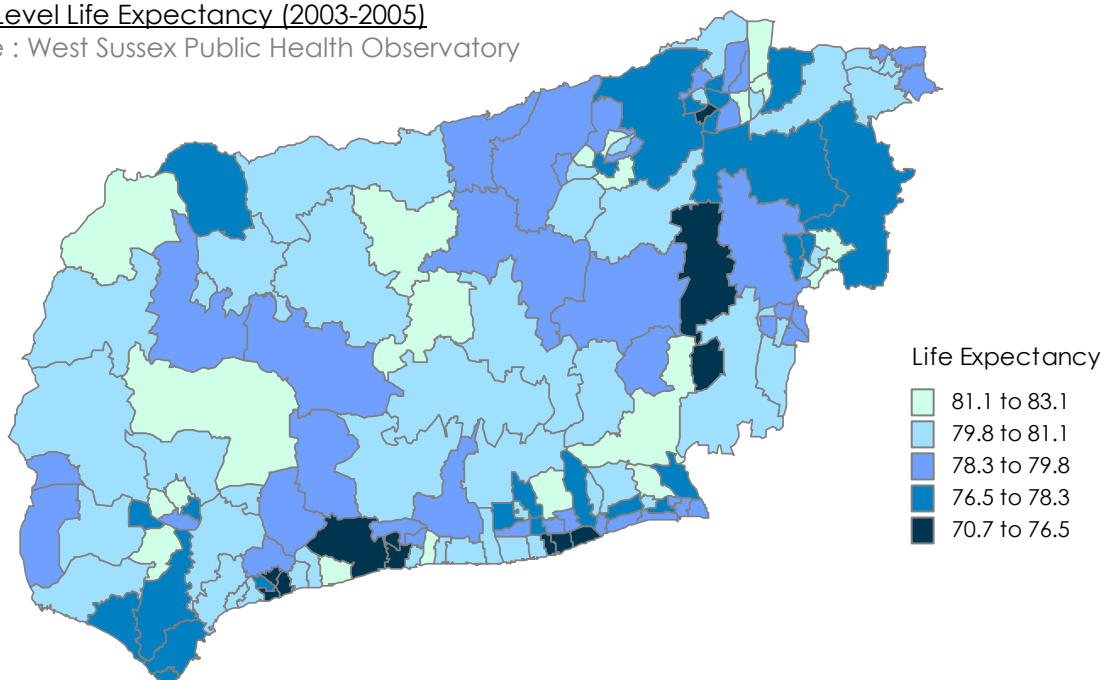 Level Life Expectancy (2003-2005)
: West Sussex Public Health Observatory
Life Expectancy
81.1 to 83.1
79.8 to 81.1
78.3 to 79.8
76.5 to 78.3
70.7 to 76.5